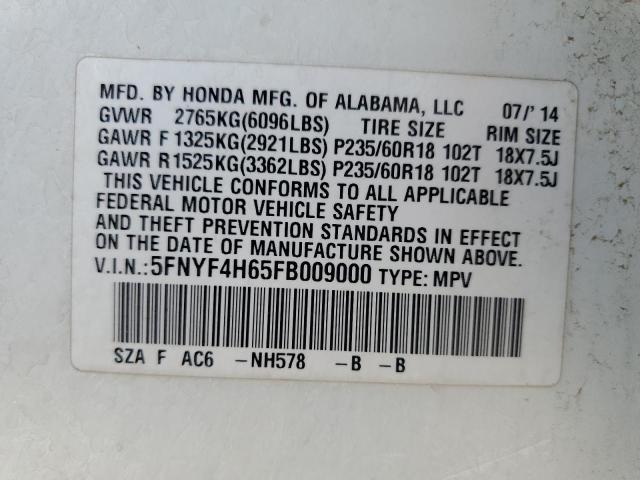 MFD. BY HONDA MFG. OF ALABAMA, LLC 07/'14
GVWR 2765KG(6096LBS) TIRE SIZE RIM SIZE
GAWR F 1325KG(2921LBS) P235/60R18 102T 18X7.5J
GAWR R1525KG(3362LBS) P235/60R18 102T 18X7.5J
THIS VEHICLE CONFORMS TO ALL APPLICABLE
FEDERAL MOTOR VEHICLE SAFETY
AND THEFT PREVENTION STANDARDS IN EFFECT
ON THE DATE OF MANUFACTURE SHOWN ABOVE.
V.I.N.:5FNYF4H65FB009000 TYPE: MPV
SZA F AC6 -NH578 -B -B